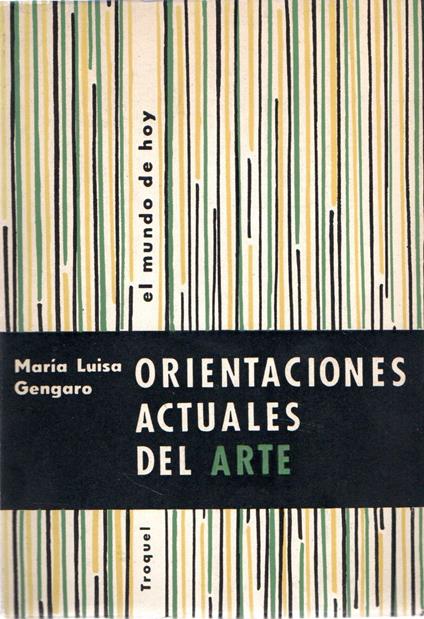 el mundo de hoy
María Luisa
Gengaro
ORIENTACIONES
ACTUALES
DEL ARTE
Troquel